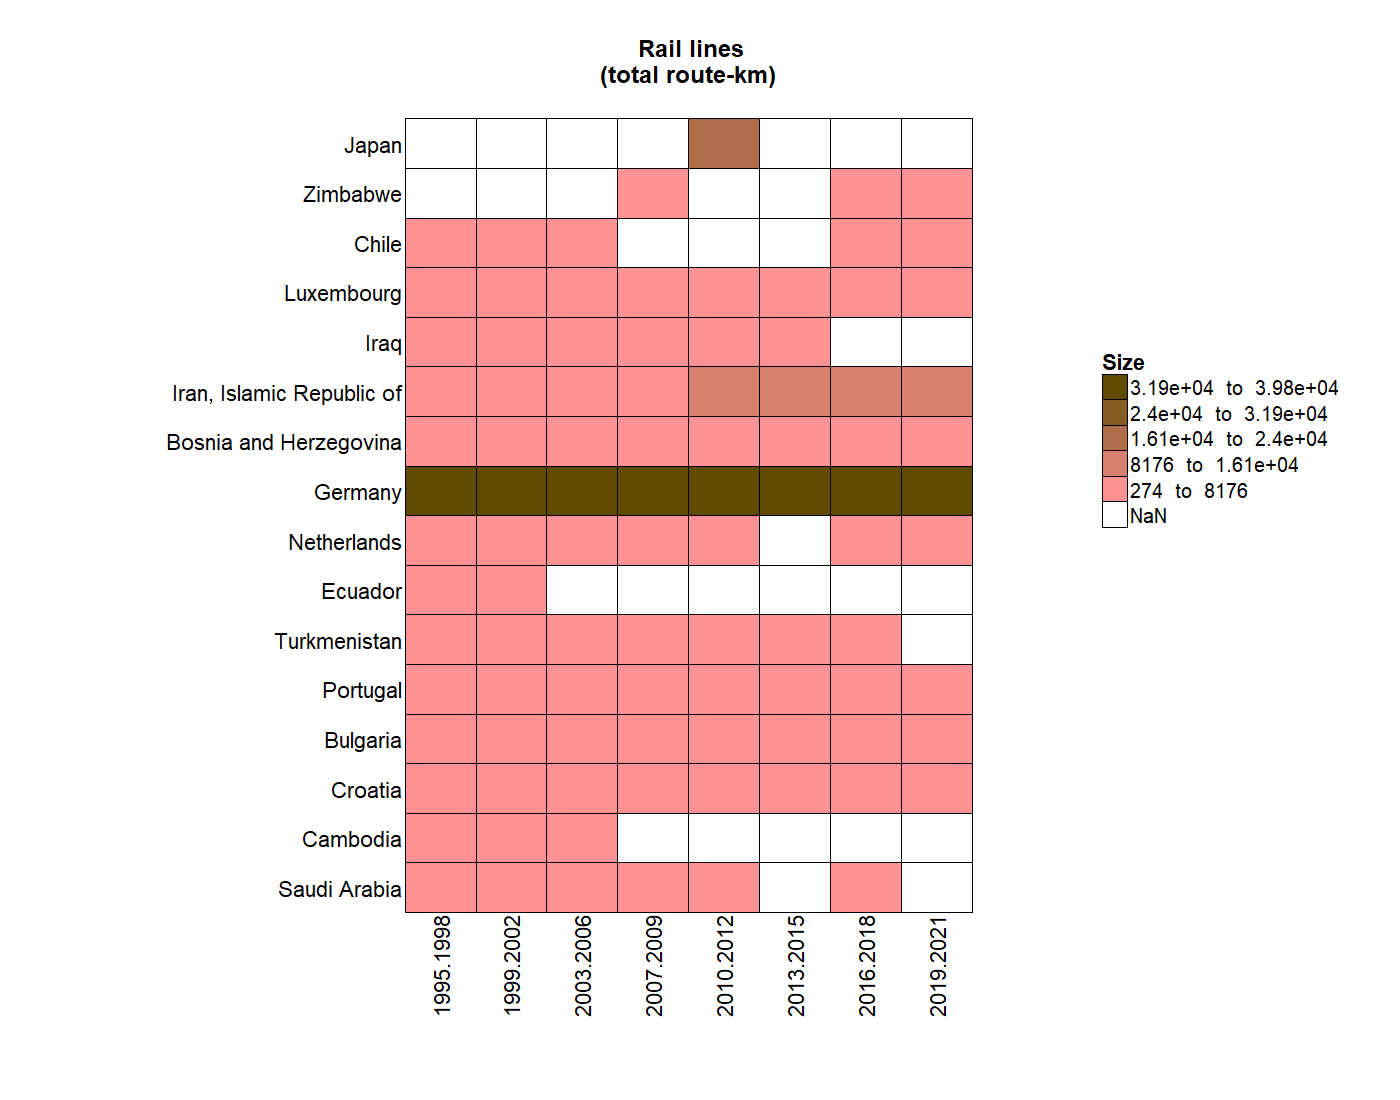 Rail lines
(total route-km)
Japan
Zimbabwe
Chile
Luxembourg
Iraq
Iran, Islamic Republic of
Bosnia and Herzegovina
Germany
Netherlands
Ecuador
Turkmenistan
Portugal
Bulgaria
Croatia
Cambodia
Saudi Arabia
1995.1998
1999.2002
2003.2006
2007.2009
2010.2012
2013.2015
2016.2018
2019.2021
Size
3.19e+04 to 3.98e+04
2.4e+04 to 3.19e+04
1.61e+04 to 2.4e+04
8176 to 1.61e+04
274 to 8176
NaN